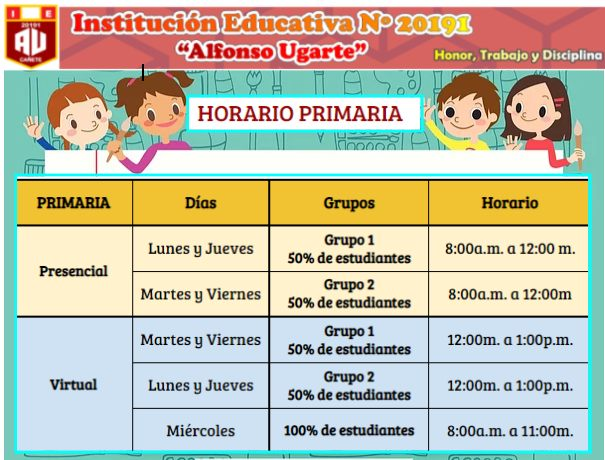 I E
20191
AU
CAÑETE
Institución Educativa Nº 20191
“Alfonso Ugarte”
Honor, Trabajo y Disciplina
HORARIO PRIMARIA
PRIMARIA Días Grupos Horario
Presencial
Lunes y Jueves
Grupo 1
50% de estudiantes
8:00a.m. a 12:00 m.
Martes y Viernes
Grupo 2
50% de estudiantes
8:00a.m. a 12:00m
Virtual
Martes y Viernes
Grupo 1
50% de estudiantes
12:00m. a 1:00p.m.
Lunes y Jueves
Grupo 2
50% de estudiantes
12:00m. a 1:00p.m.
Miércoles
100% de estudiantes
8:00a.m. a 11:00m.